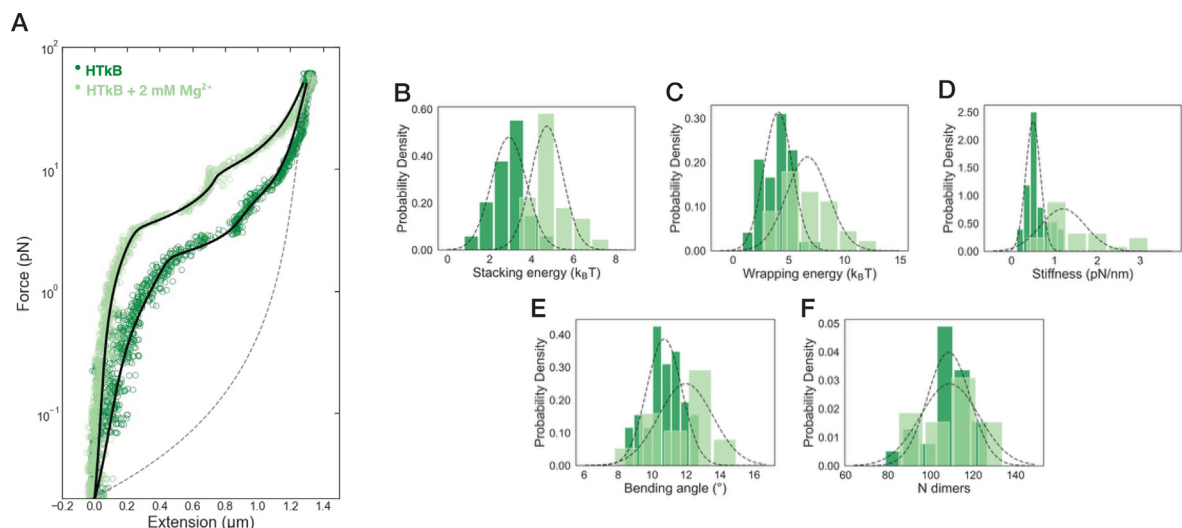 A
10²
HTkB
HTkB + 2 mM Mg²⁺
10¹
10⁰
10⁻¹
Force (pN)
-0.2 0.0 0.2 0.4 0.6 0.8 1.0 1.2 1.4
Extension (μm)
B
0.60
0.40
0.20
0.00
Probability Density
0 2 4 6 8
Stacking energy (k_BT)
C
0.30
0.20
0.10
0.00
Probability Density
0 5 10 15
Wrapping energy (k_BT)
D
2.50
2.00
1.50
1.00
0.50
0.00
Probability Density
0 1 2 3
Stiffness (pN/nm)
E
0.40
0.30
0.20
0.10
0.00
Probability Density
6 8 10 12 14 16
Bending angle (°)
F
0.05
0.04
0.03
0.02
0.01
0.00
Probability Density
60 80 100 120 140
N dimers